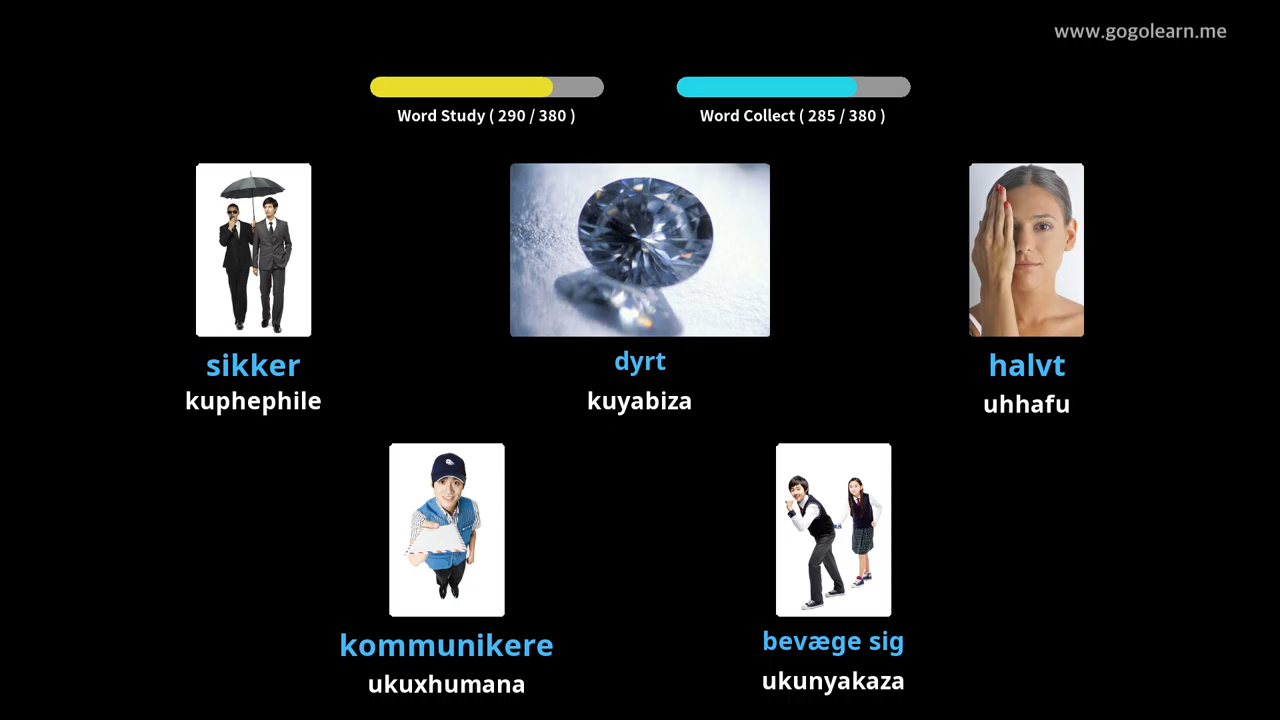 www.gogolearn.me
Word Study ( 290 / 380 )
Word Collect ( 285 / 380 )
sikker
kuphephile
dyrt
kuyabiza
halvt
uhhafu
kommunikere
ukuxhumana
bevæge sig
ukunyakaza